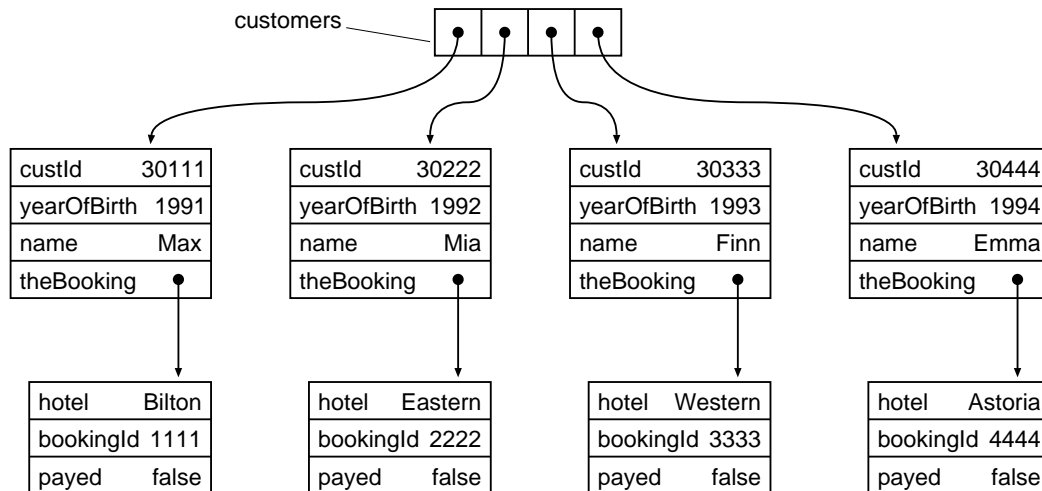 customers
custId 30111 custId 30222 custId 30333 custId 30444
yearOfBirth 1991 yearOfBirth 1992 yearOfBirth 1993 yearOfBirth 1994
name Max name Mia name Finn name Emma
theBooking theBooking theBooking theBooking
hotel Bilton hotel Eastern hotel Western hotel Astoria
bookingId 1111 bookingId 2222 bookingId 3333 bookingId 4444
payed false payed false payed false payed false